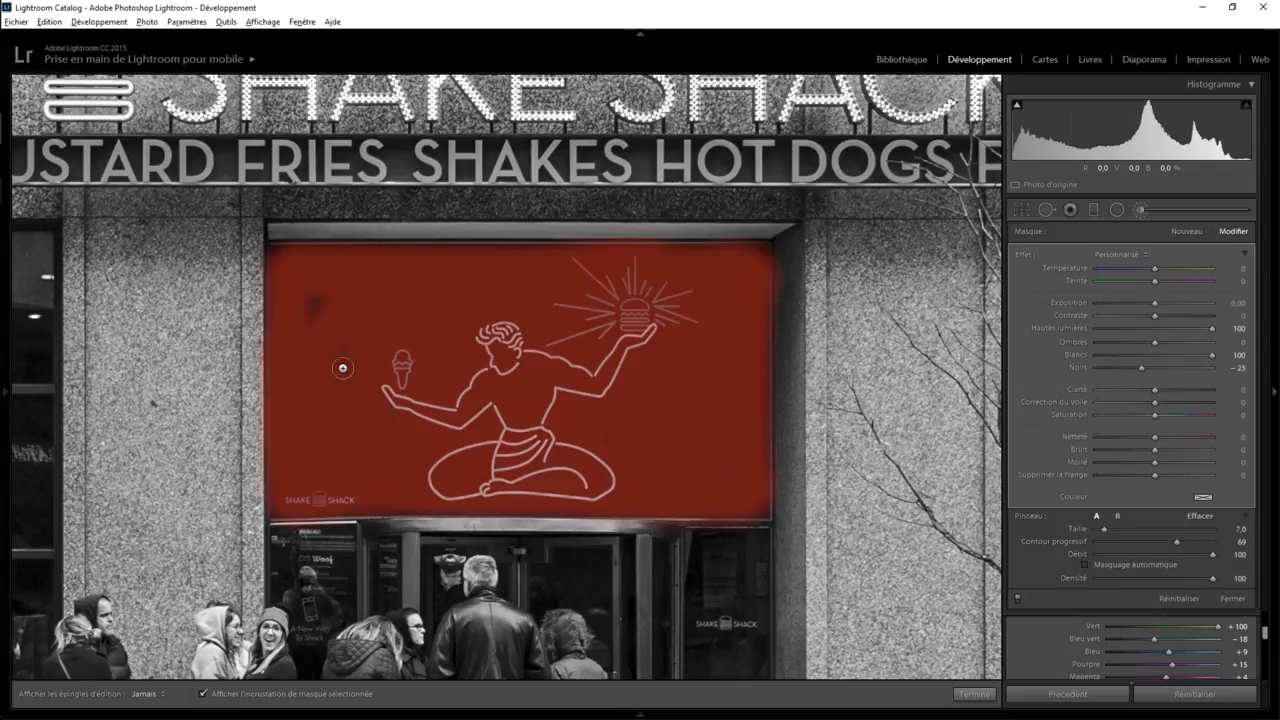 Lightroom Catalog - Adobe Photoshop Lightroom - Développement
Fichier Edition Développement Photo Paramètres Outils Affichage Fenêtre Aide
Lr
Adobe Lightroom CC 2015
Prise en main de Lightroom pour mobile
Bibliothèque Développement Cartes Livres Diaporama Impression Web
SHAKE SHACK
USTARD FRIES SHAKES HOT DOGS F
SHAKE SHACK
Woof
A New Way
To Shack
SHAKE SHACK
Histogramme
R 0,0 V 0,0 B 0,0 %
Photo d'origine
Masque : Nouveau Modifier
Effet : Personnalisé
Température 0
Teinte 0
Exposition 0,00
Contraste 0
Hautes lumières 100
Ombres 0
Blancs 100
Noirs – 23
Clarté 0
Correction du voile 0
Saturation 0
Netteté 0
Bruit 0
Moiré 0
Supprimer la frange 0
Couleur
Pinceau : A B Effacer
Taille 7,0
Contour progressif 69
Débit 100
Masquage automatique
Densité 100
Réinitialiser Fermer
Vert + 100
Bleu vert – 18
Bleu + 9
Pourpre + 15
Magenta + 4
Afficher les épingles d'édition : Jamais Afficher l'incrustation de masque sélectionnée Terminé
Précédent Réinitialiser